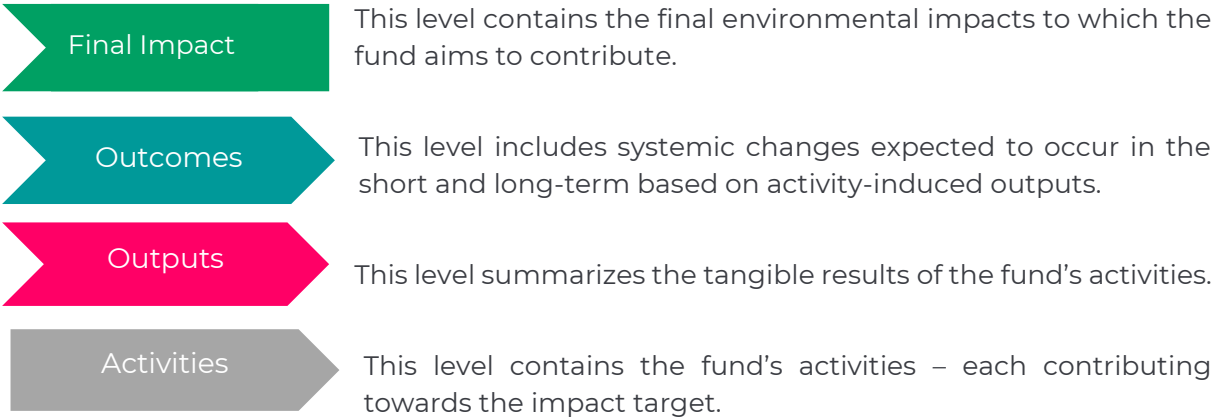 Final Impact
This level contains the final environmental impacts to which the
fund aims to contribute.
Outcomes
This level includes systemic changes expected to occur in the
short and long-term based on activity-induced outputs.
Outputs
This level summarizes the tangible results of the fund’s activities.
Activities
This level contains the fund’s activities – each contributing
towards the impact target.